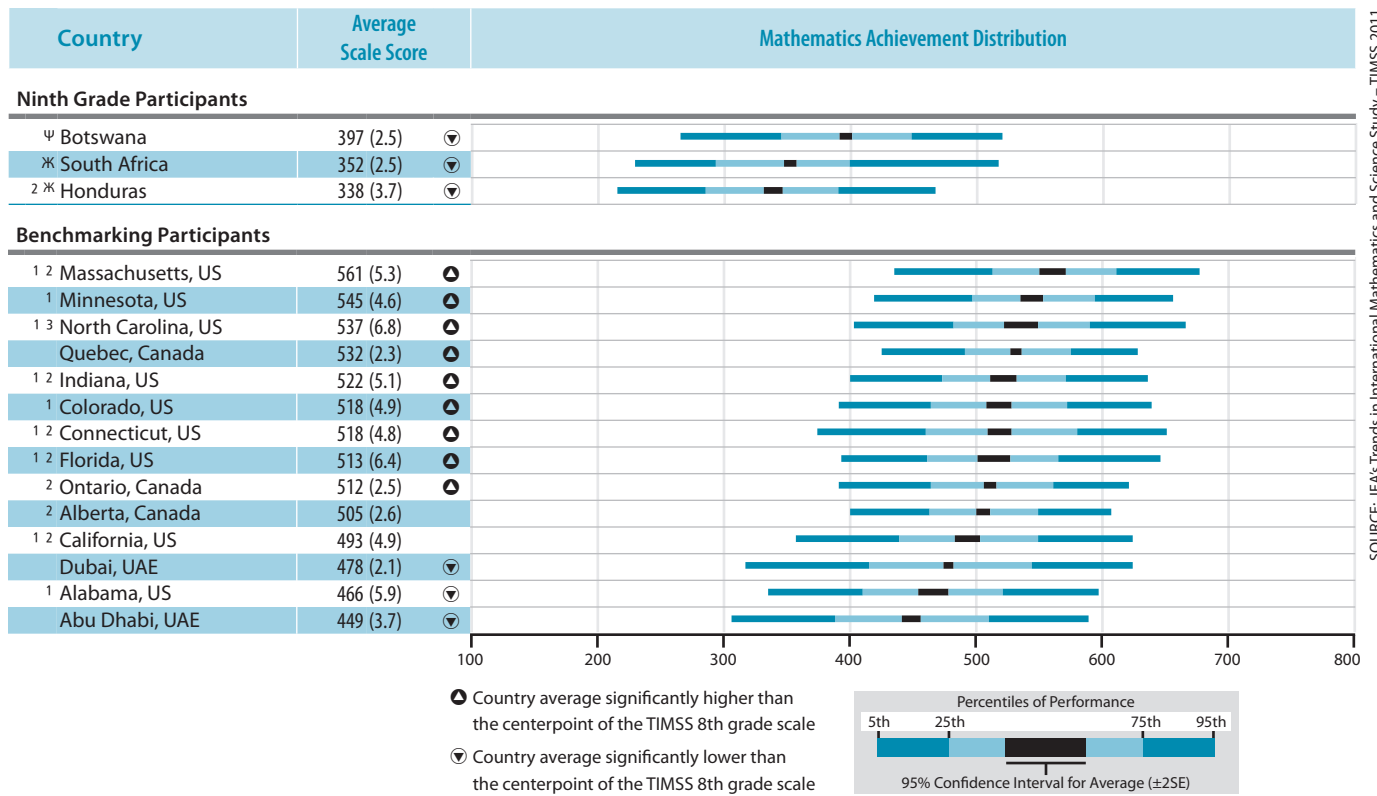 Country Average Scale Score Mathematics Achievement Distribution
Ninth Grade Participants
Ψ Botswana 397 (2.5) ▼
Ж South Africa 352 (2.5) ▼
2 Ж Honduras 338 (3.7) ▼
Benchmarking Participants
1 2 Massachusetts, US 561 (5.3) ▲
1 Minnesota, US 545 (4.6) ▲
1 3 North Carolina, US 537 (6.8) ▲
Quebec, Canada 532 (2.3) ▲
1 2 Indiana, US 522 (5.1) ▲
1 Colorado, US 518 (4.9) ▲
1 2 Connecticut, US 518 (4.8) ▲
1 2 Florida, US 513 (6.4) ▲
2 Ontario, Canada 512 (2.5) ▲
2 Alberta, Canada 505 (2.6)
1 2 California, US 493 (4.9)
Dubai, UAE 478 (2.1) ▼
1 Alabama, US 466 (5.9) ▼
Abu Dhabi, UAE 449 (3.7) ▼
100 200 300 400 500 600 700 800
▲ Country average significantly higher than
the centerpoint of the TIMSS 8th grade scale
▼ Country average significantly lower than
the centerpoint of the TIMSS 8th grade scale
Percentiles of Performance
5th 25th 75th 95th
95% Confidence Interval for Average (±2SE)
SOURCE: IEA's Trends in International Mathematics and Science Study – TIMSS 2011